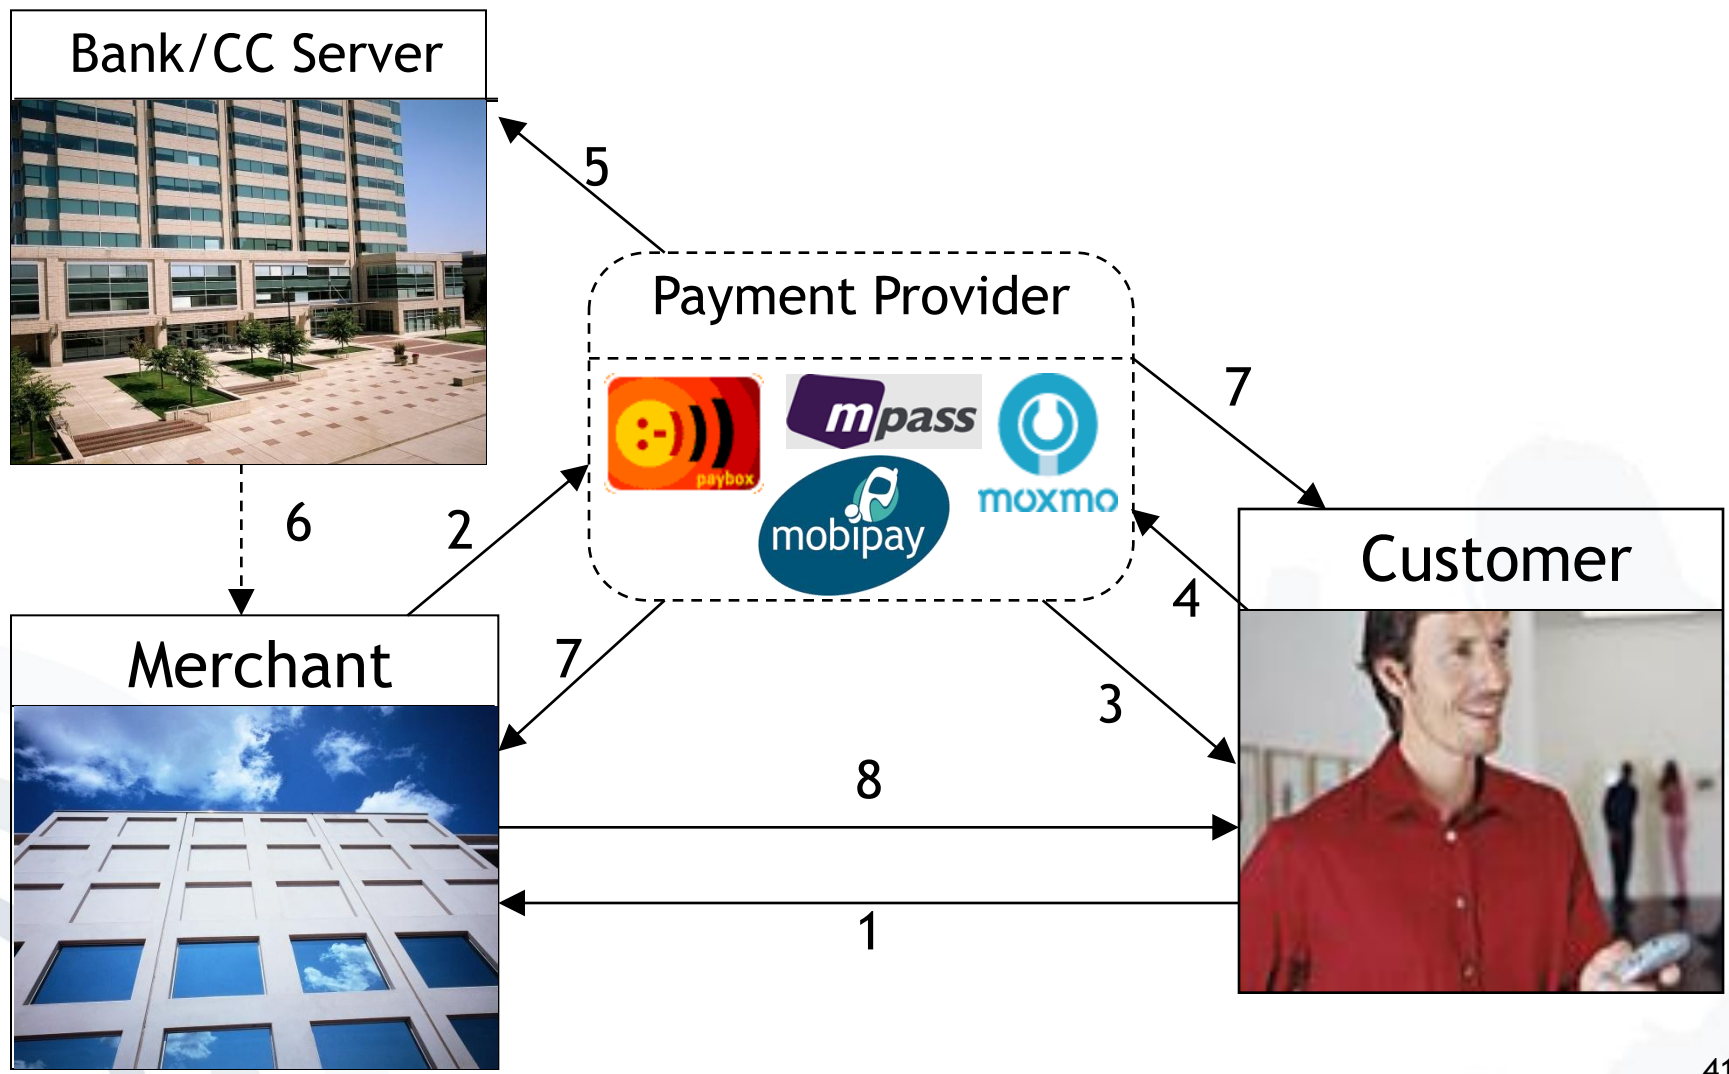 Bank/CC Server
5
Payment Provider
7
paybox
mpass
moxmo
mobipay
6
2
Customer
4
Merchant
7
3
8
1
41